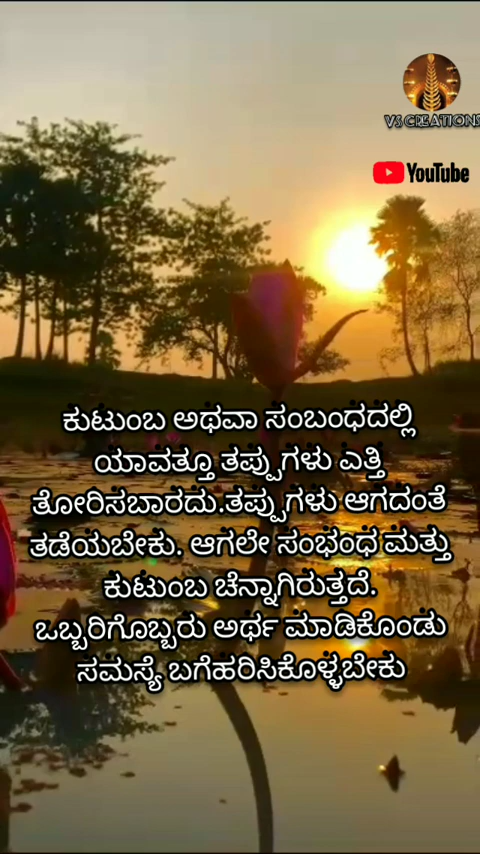 VS CREATIONS
YouTube
ಕುಟುಂಬ ಅಥವಾ ಸಂಬಂಧದಲ್ಲಿ
ಯಾವತ್ತೂ ತಪ್ಪುಗಳು ಎತ್ತಿ
ತೋರಿಸಬಾರದು.ತಪ್ಪುಗಳು ಆಗದಂತೆ
ತಡೆಯಬೇಕು. ಆಗಲೇ ಸಂಭಂಧ ಮತ್ತು
ಕುಟುಂಬ ಚೆನ್ನಾಗಿರುತ್ತದೆ.
ಒಬ್ಬರಿಗೊಬ್ಬರು ಅರ್ಥ ಮಾಡಿಕೊಂಡು
ಸಮಸ್ಯೆ ಬಗೆಹರಿಸಿಕೊಳ್ಳಬೇಕು